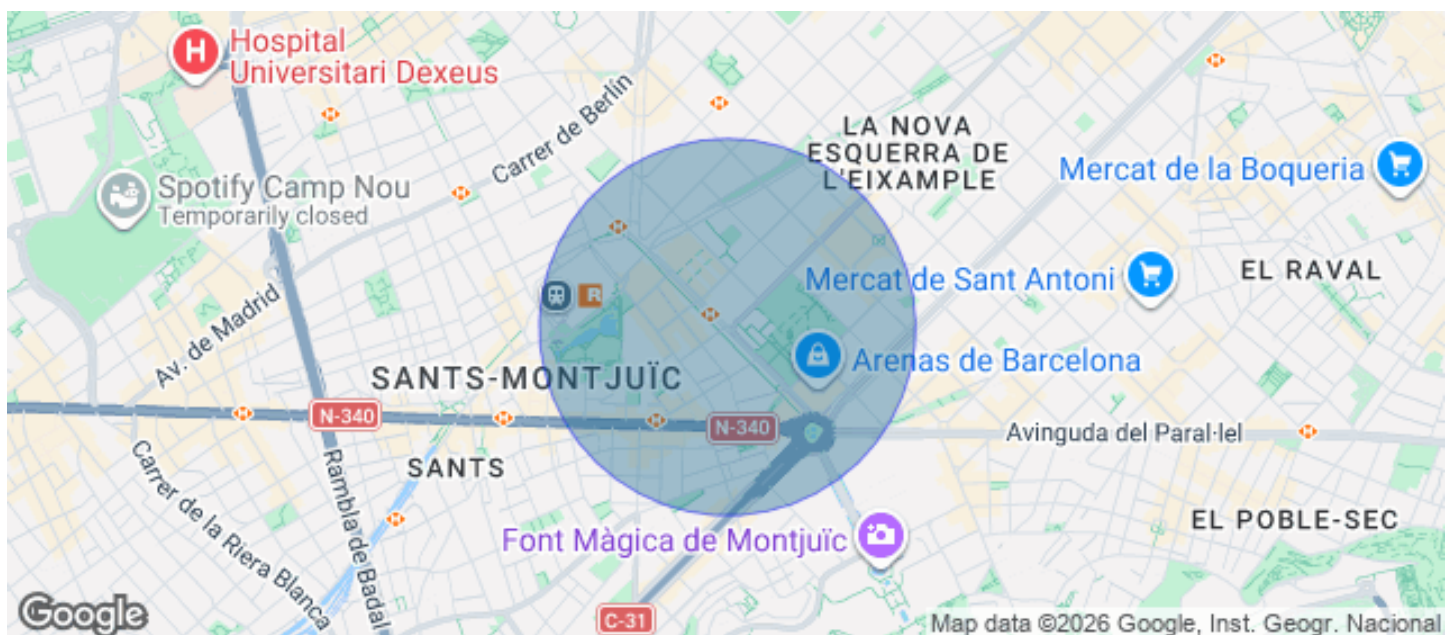 Hospital
Universitari Dexeus
H
Carrer de Berlín
LA NOVA
ESQUERRA DE
L'EIXAMPLE
Mercat de la Boqueria
Spotify Camp Nou
Temporarily closed
Mercat de Sant Antoni
EL RAVAL
R
Av. de Madrid
Arenas de Barcelona
SANTS-MONTJUÏC
N-340
N-340
Avinguda del Paral·lel
SANTS
Rambla de Badal
Carrer de la Riera Blanca
EL POBLE-SEC
Font Màgica de Montjuïc
C-31
Google
Map data ©2026 Google, Inst. Geogr. Nacional